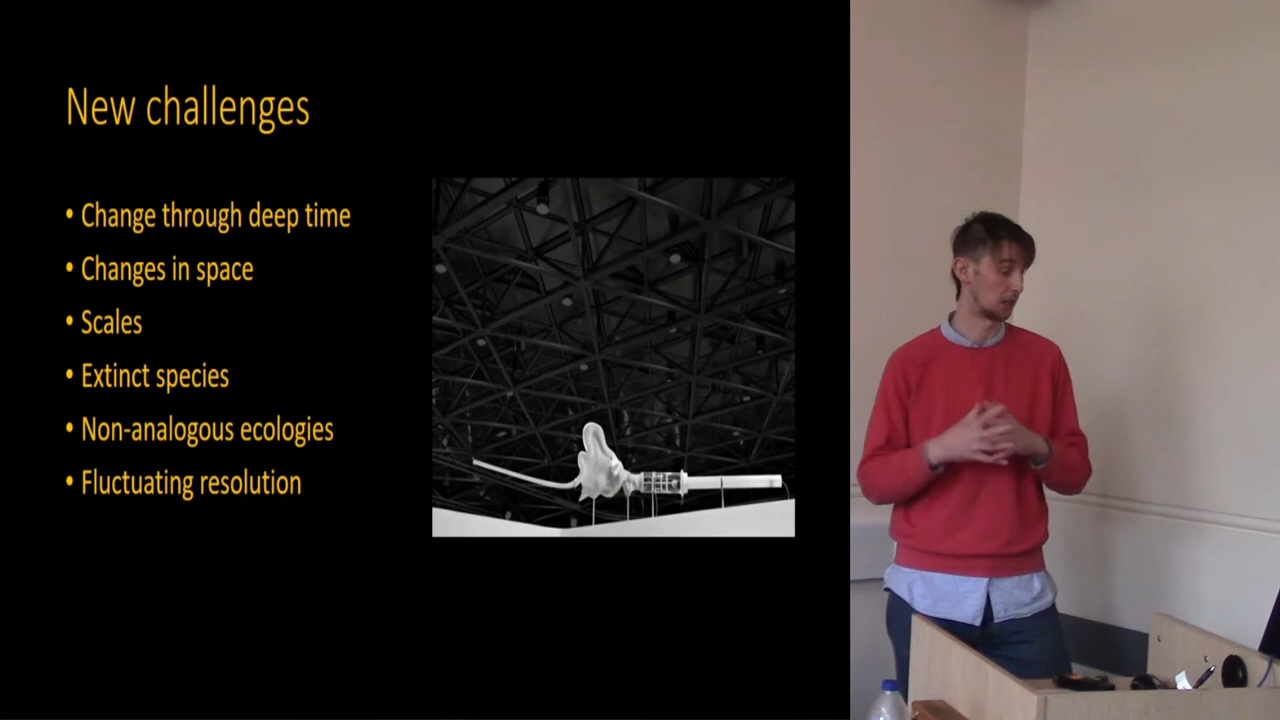 New challenges
• Change through deep time
• Changes in space
• Scales
• Extinct species
• Non-analogous ecologies
• Fluctuating resolution